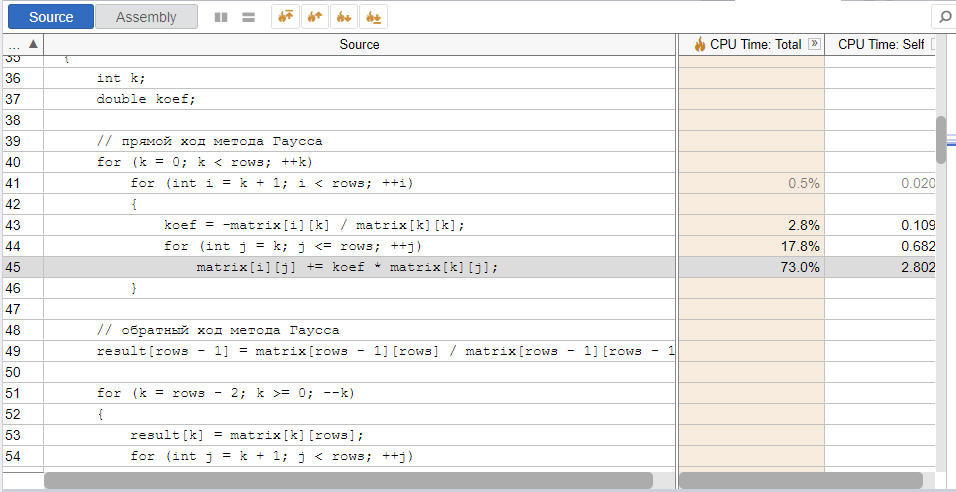 Source Assembly
... ▲ Source CPU Time: Total » CPU Time: Self
35 {
36 int k;
37 double koef;
38
39 // прямой ход метода Гаусса
40 for (k = 0; k < rows; ++k)
41 for (int i = k + 1; i < rows; ++i) 0.5% 0.020
42 {
43 koef = -matrix[i][k] / matrix[k][k]; 2.8% 0.109
44 for (int j = k; j <= rows; ++j) 17.8% 0.682
45 matrix[i][j] += koef * matrix[k][j]; 73.0% 2.802
46 }
47
48 // обратный ход метода Гаусса
49 result[rows - 1] = matrix[rows - 1][rows] / matrix[rows - 1][rows - 1
50
51 for (k = rows - 2; k >= 0; --k)
52 {
53 result[k] = matrix[k][rows];
54 for (int j = k + 1; j < rows; ++j)